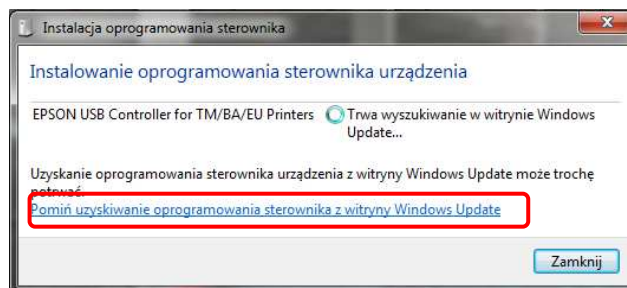 Instalacja oprogramowania sterownika
Instalowanie oprogramowania sterownika urządzenia
EPSON USB Controller for TM/BA/EU Printers Trwa wyszukiwanie w witrynie Windows
Update...
Uzyskanie oprogramowania sterownika urządzenia z witryny Windows Update może trochę
potrwać.
Pomiń uzyskiwanie oprogramowania sterownika z witryny Windows Update
Zamknij